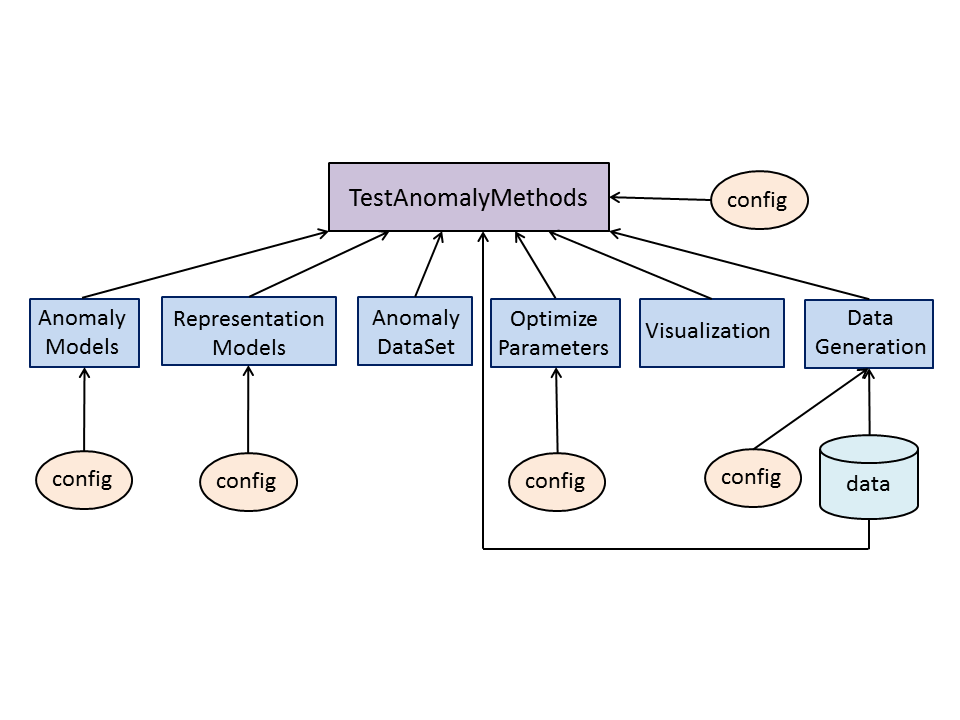 TestAnomalyMethods
config
Anomaly
Models
Representation
Models
Anomaly
DataSet
Optimize
Parameters
Visualization
Data
Generation
config
config
config
config
data